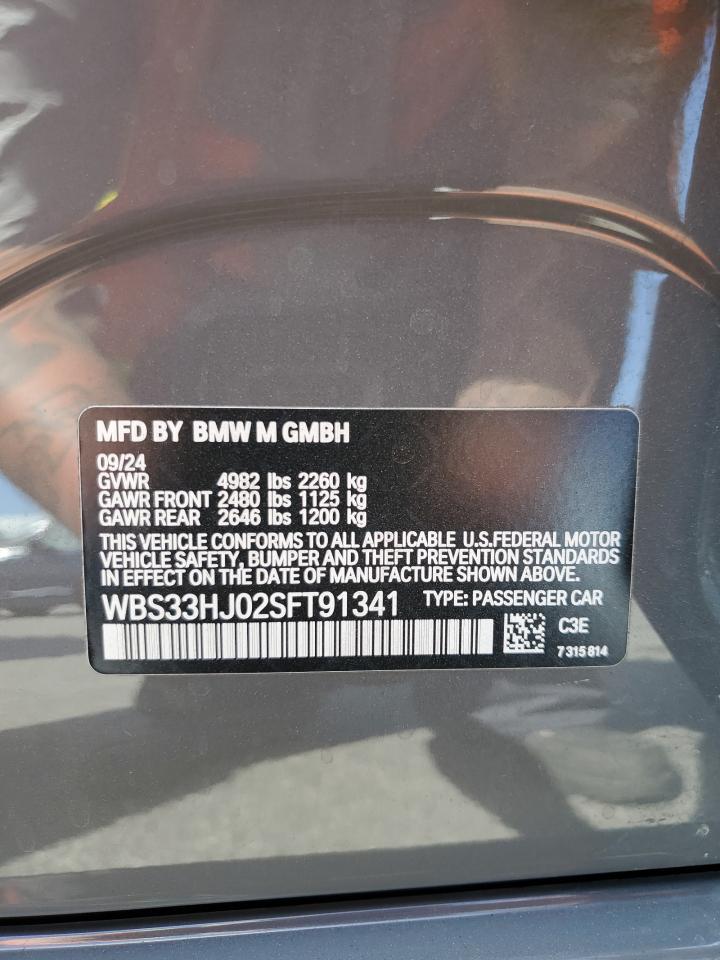 MFD BY BMW M GMBH
09/24
GVWR 4982 lbs 2260 kg
GAWR FRONT 2480 lbs 1125 kg
GAWR REAR 2646 lbs 1200 kg
THIS VEHICLE CONFORMS TO ALL APPLICABLE U.S.FEDERAL MOTOR
VEHICLE SAFETY, BUMPER AND THEFT PREVENTION STANDARDS
IN EFFECT ON THE DATE OF MANUFACTURE SHOWN ABOVE.
WBS33HJ02SFT91341 TYPE: PASSENGER CAR
C3E
7 315 814